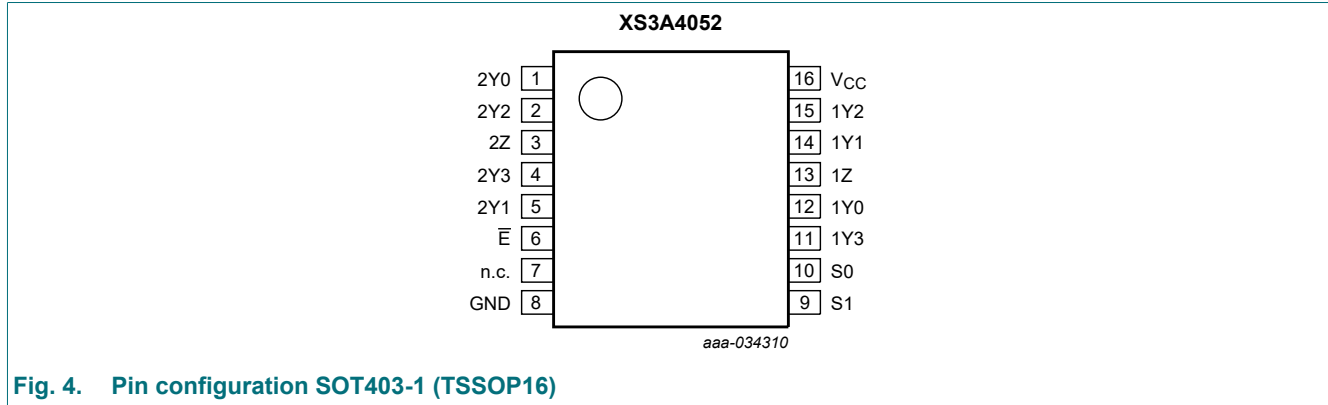 XS3A4052
2Y0 1 16 VCC
2Y2 2 15 1Y2
2Z 3 14 1Y1
2Y3 4 13 1Z
2Y1 5 12 1Y0
E̅ 6 11 1Y3
n.c. 7 10 S0
GND 8 9 S1
aaa-034310
Fig. 4. Pin configuration SOT403-1 (TSSOP16)